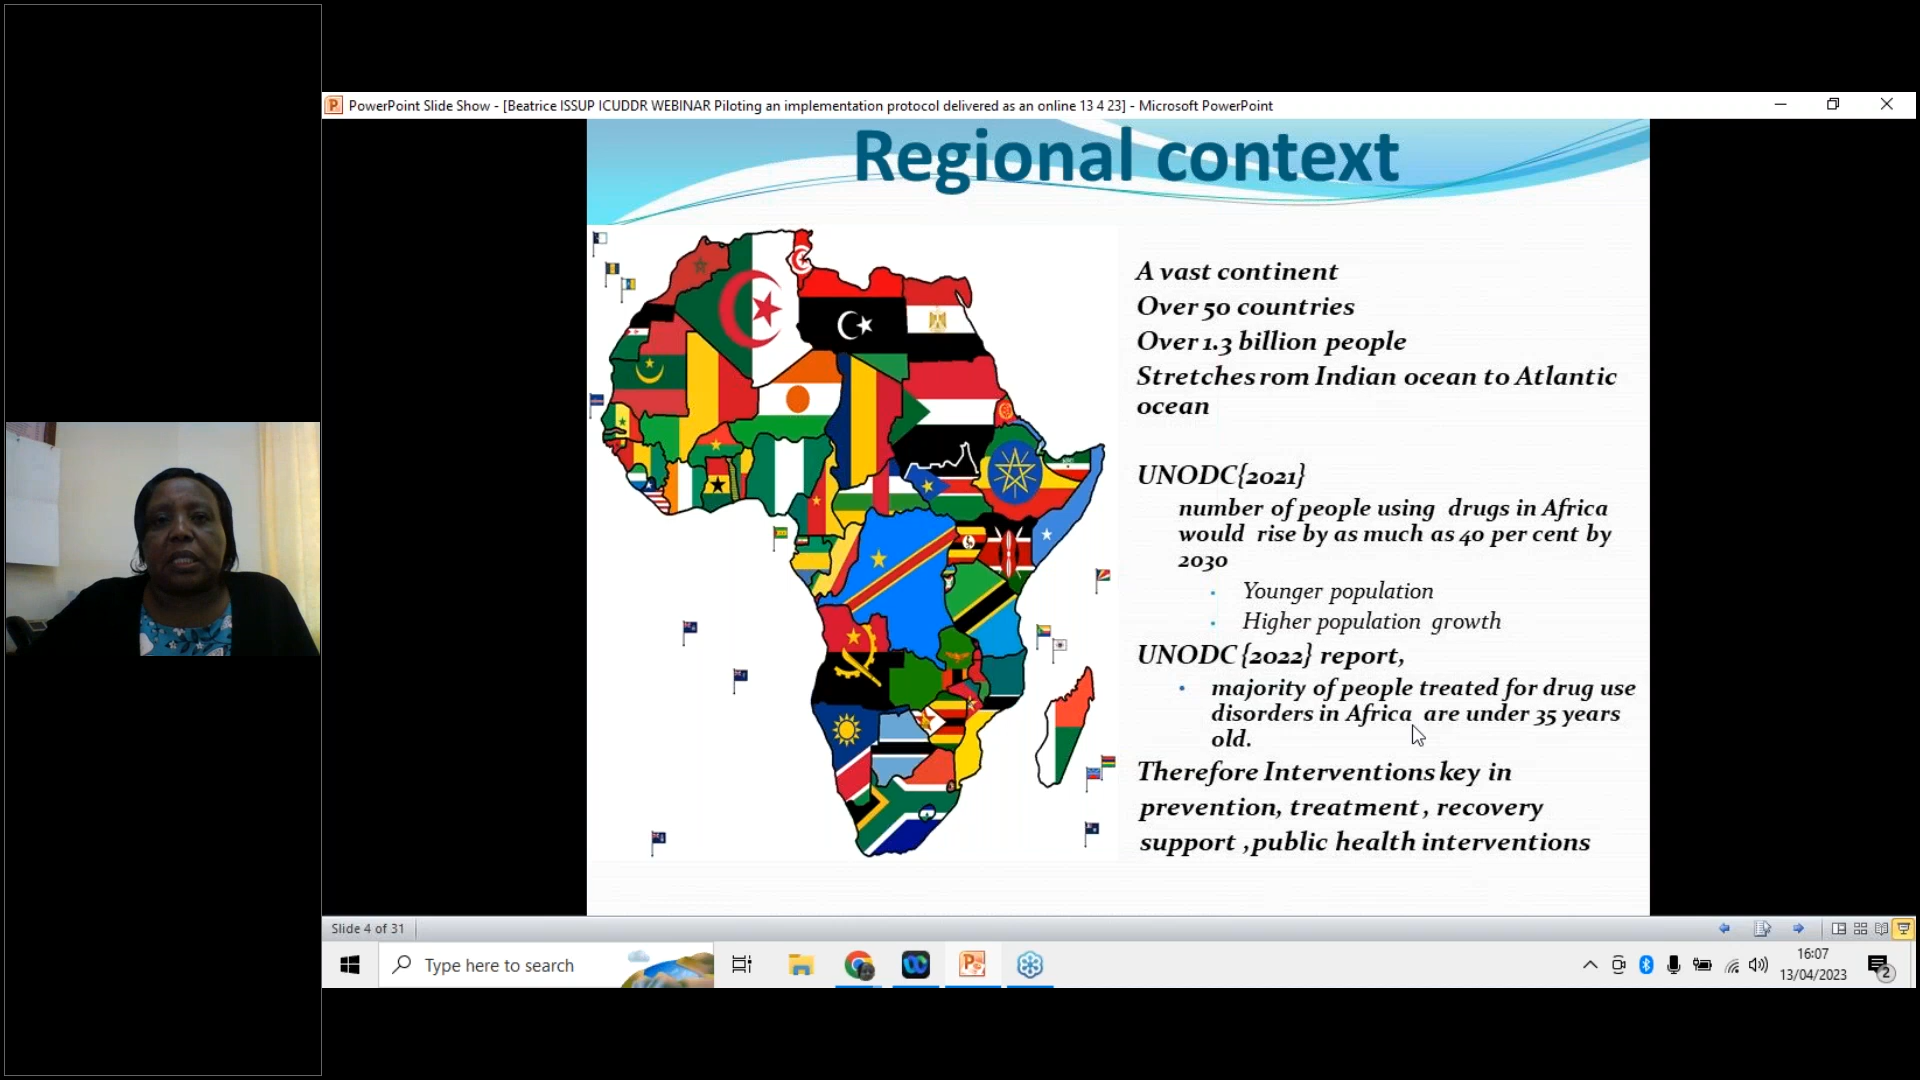 PowerPoint Slide Show - [Beatrice ISSUP ICUDDR WEBINAR Piloting an implementation protocol delivered as an online 13 4 23] - Microsoft PowerPoint
Regional context
A vast continent
Over 50 countries
Over 1.3 billion people
Stretches rom Indian ocean to Atlantic
ocean
UNODC{2021}
number of people using drugs in Africa
would rise by as much as 40 per cent by
2030
Younger population
Higher population growth
UNODC {2022} report,
• majority of people treated for drug use
disorders in Africa are under 35 years
old.
Therefore Interventions key in
prevention, treatment , recovery
support ,public health interventions
Slide 4 of 31
Type here to search
16:07
13/04/2023
2